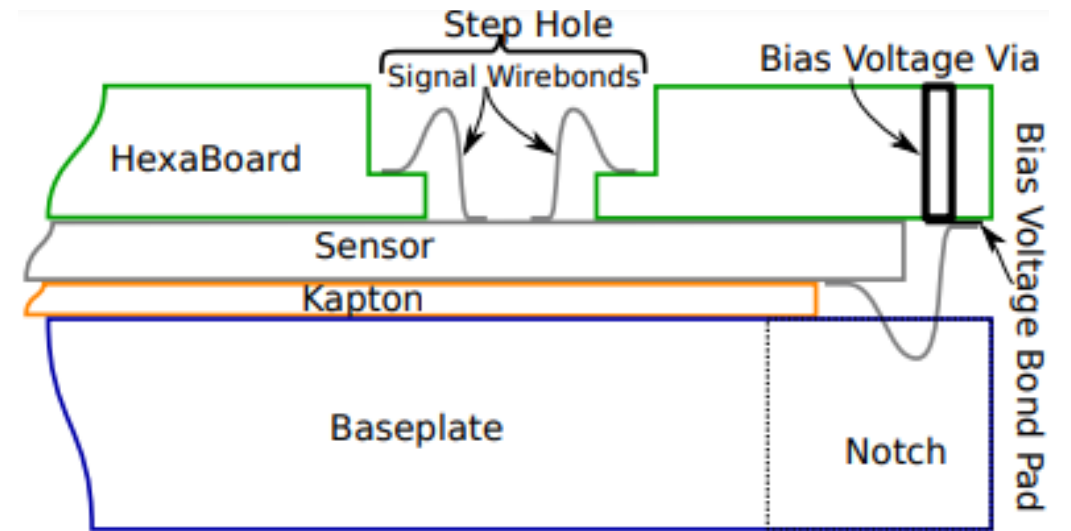 Step Hole
Signal Wirebonds
Bias Voltage Via
HexaBoard
Sensor
Kapton
Baseplate
Notch
Bias Voltage Bond Pad